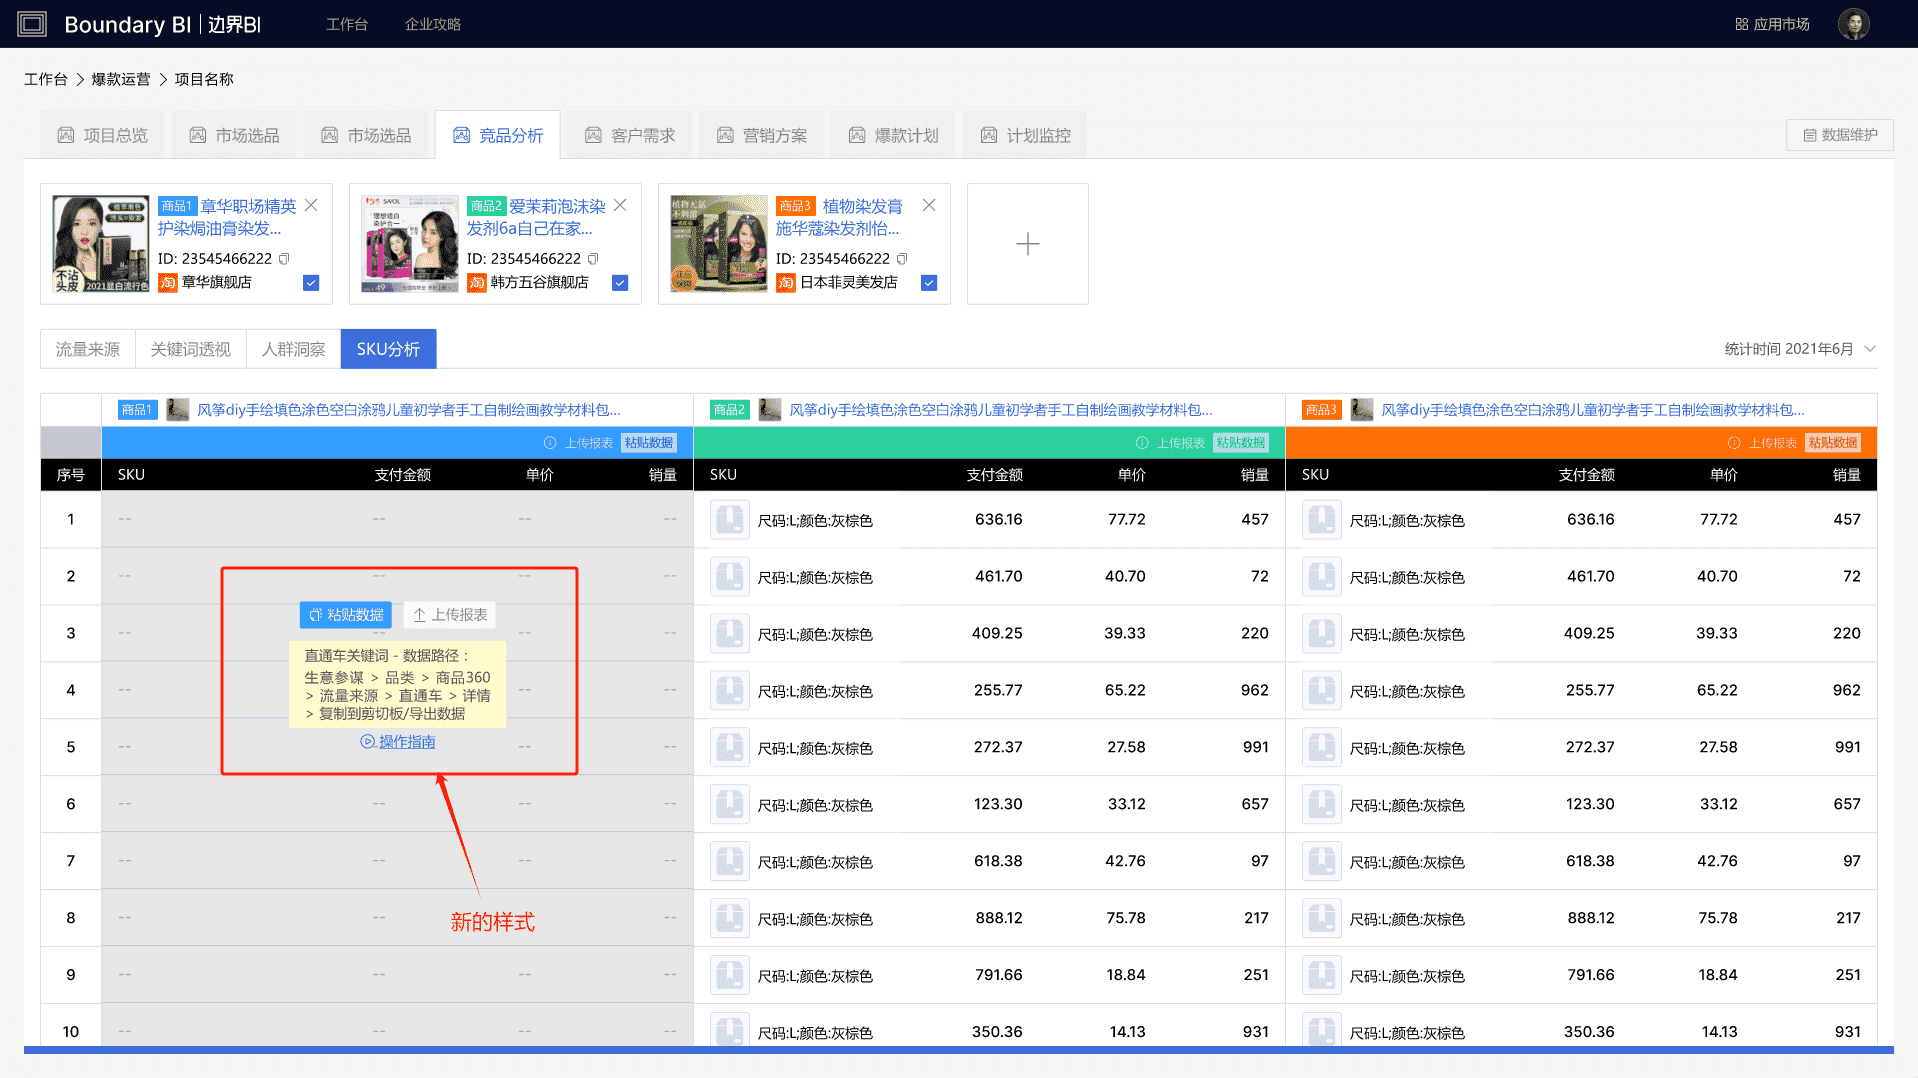 Boundary BI | 边界BI
工作台
企业攻略
应用市场
工作台 > 爆款运营 > 项目名称
项目总览
市场选品
市场选品
竞品分析
客户需求
营销方案
爆款计划
计划监控
数据维护
商品1 章华职场精英
护染焗油膏染发...
ID: 23545466222
淘 章华旗舰店
不沾
头皮
2021显白流行色
商品2 爱茉莉泡沫染
发剂6a自己在家...
ID: 23545466222
淘 韩方五谷旗舰店
商品3 植物染发膏
施华蔻染发剂怡...
ID: 23545466222
淘 日本菲灵美发店
流量来源
关键词透视
人群洞察
SKU分析
统计时间 2021年6月
商品1 风筝diy手绘填色涂色空白涂鸦儿童初学者手工自制绘画教学材料包...
商品2 风筝diy手绘填色涂色空白涂鸦儿童初学者手工自制绘画教学材料包...
商品3 风筝diy手绘填色涂色空白涂鸦儿童初学者手工自制绘画教学材料包...
上传报表 粘贴数据
上传报表 粘贴数据
上传报表 粘贴数据
序号 SKU 支付金额 单价 销量 SKU 支付金额 单价 销量 SKU 支付金额 单价 销量
1 -- -- -- -- 尺码:L;颜色:灰棕色 636.16 77.72 457 尺码:L;颜色:灰棕色 636.16 77.72 457
2 -- -- -- -- 尺码:L;颜色:灰棕色 461.70 40.70 72 尺码:L;颜色:灰棕色 461.70 40.70 72
粘贴数据 上传报表
3 -- -- -- -- 尺码:L;颜色:灰棕色 409.25 39.33 220 尺码:L;颜色:灰棕色 409.25 39.33 220
直通车关键词 - 数据路径：
生意参谋 > 品类 > 商品360
> 流量来源 > 直通车 > 详情
> 复制到剪切板/导出数据
4 -- -- -- 尺码:L;颜色:灰棕色 255.77 65.22 962 尺码:L;颜色:灰棕色 255.77 65.22 962
操作指南
5 -- -- -- 尺码:L;颜色:灰棕色 272.37 27.58 991 尺码:L;颜色:灰棕色 272.37 27.58 991
6 -- -- -- -- 尺码:L;颜色:灰棕色 123.30 33.12 657 尺码:L;颜色:灰棕色 123.30 33.12 657
7 -- -- -- -- 尺码:L;颜色:灰棕色 618.38 42.76 97 尺码:L;颜色:灰棕色 618.38 42.76 97
8 -- -- -- -- 尺码:L;颜色:灰棕色 888.12 75.78 217 尺码:L;颜色:灰棕色 888.12 75.78 217
新的样式
9 -- -- -- -- 尺码:L;颜色:灰棕色 791.66 18.84 251 尺码:L;颜色:灰棕色 791.66 18.84 251
10 -- -- -- -- 尺码:L;颜色:灰棕色 350.36 14.13 931 尺码:L;颜色:灰棕色 350.36 14.13 931